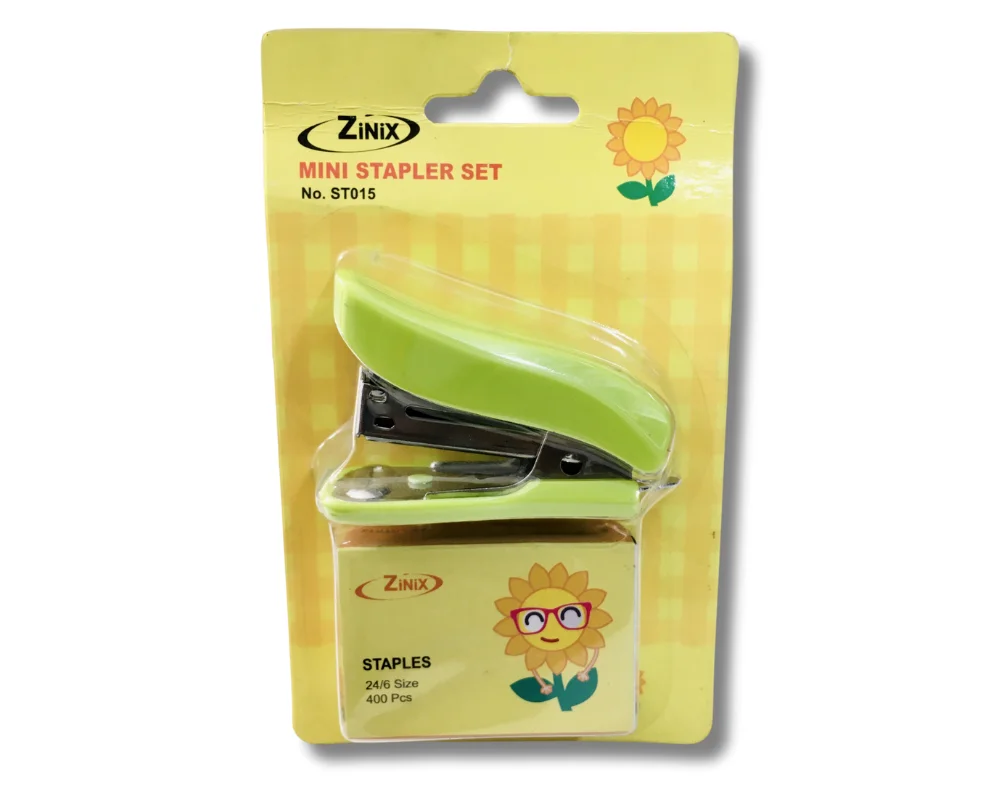 ZiNiX
MINI STAPLER SET
No. ST015
ZiNiX
STAPLES
24/6 Size
400 Pcs